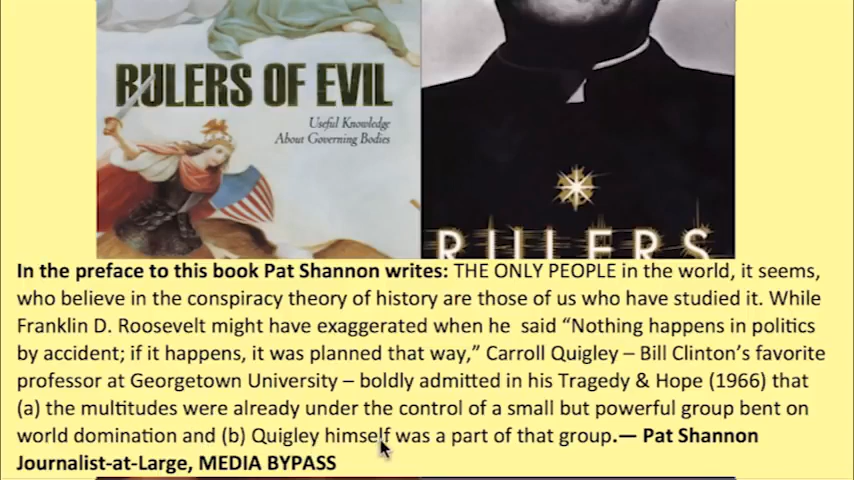 RULERS OF EVIL
Useful Knowledge
About Governing Bodies
RULERS
In the preface to this book Pat Shannon writes: THE ONLY PEOPLE in the world, it seems,
who believe in the conspiracy theory of history are those of us who have studied it. While
Franklin D. Roosevelt might have exaggerated when he said “Nothing happens in politics
by accident; if it happens, it was planned that way,” Carroll Quigley – Bill Clinton’s favorite
professor at Georgetown University – boldly admitted in his Tragedy & Hope (1966) that
(a) the multitudes were already under the control of a small but powerful group bent on
world domination and (b) Quigley himself was a part of that group.— Pat Shannon
Journalist-at-Large, MEDIA BYPASS